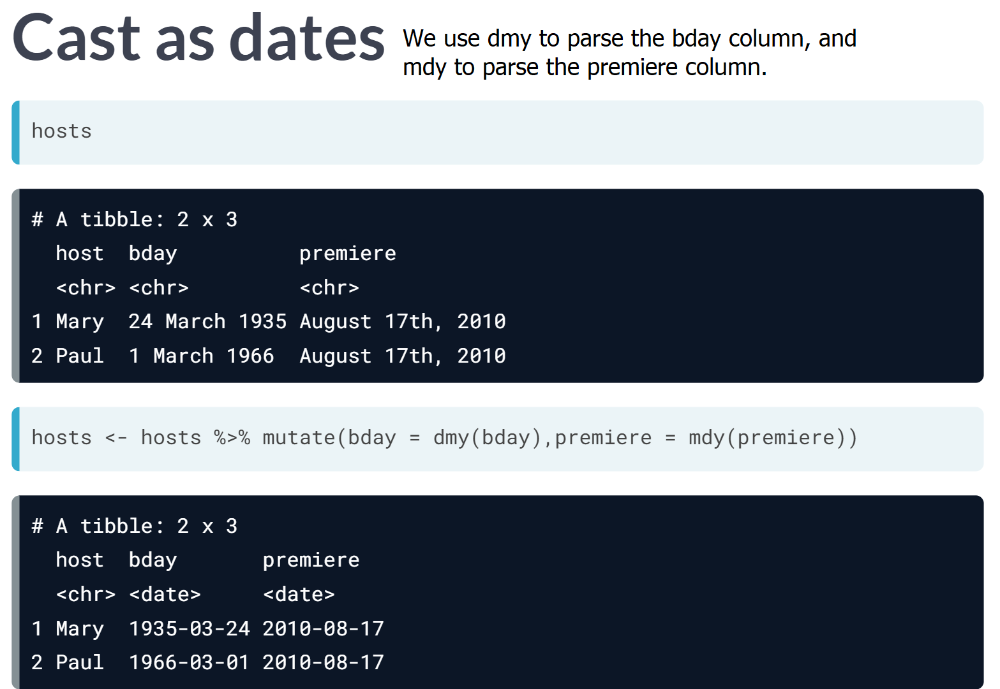 Cast as dates
We use dmy to parse the bday column, and
mdy to parse the premiere column.
hosts
# A tibble: 2 x 3
  host  bday          premiere
  <chr> <chr>         <chr>
1 Mary  24 March 1935 August 17th, 2010
2 Paul  1 March 1966  August 17th, 2010
hosts <- hosts %>% mutate(bday = dmy(bday),premiere = mdy(premiere))
# A tibble: 2 x 3
  host  bday       premiere
  <chr> <date>     <date>
1 Mary  1935-03-24 2010-08-17
2 Paul  1966-03-01 2010-08-17